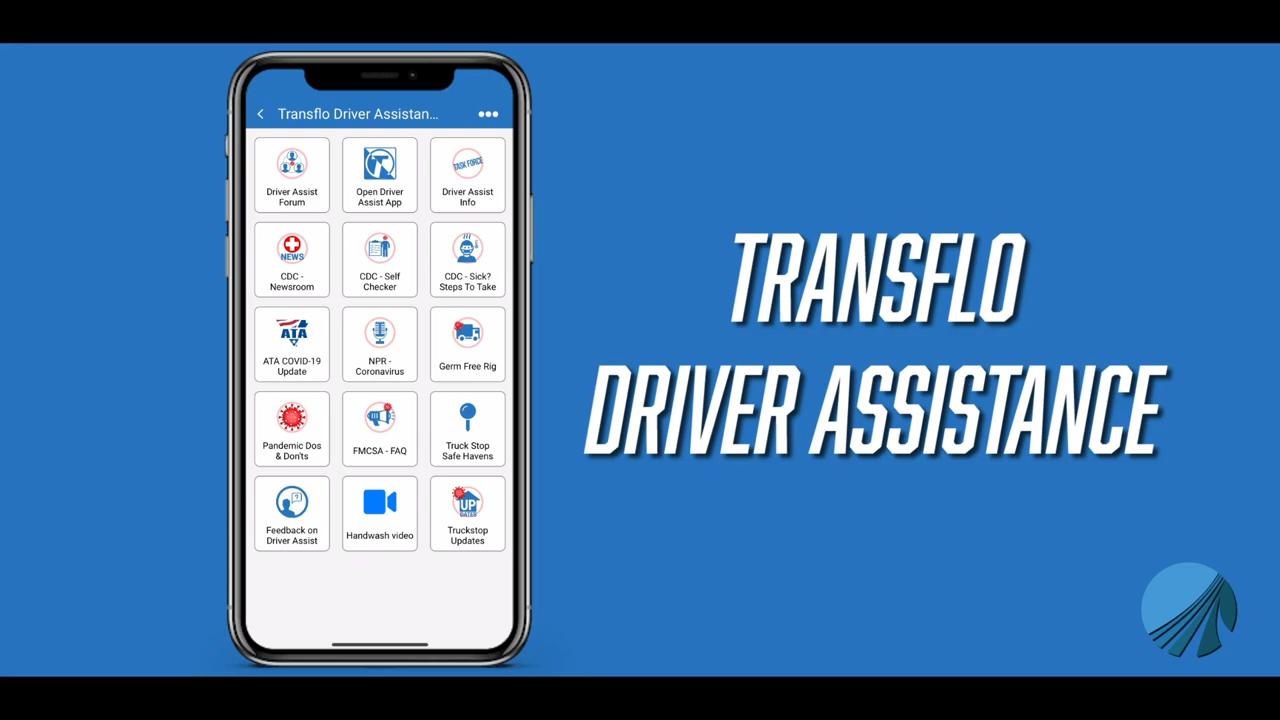 Transflo Driver Assistan...
Driver Assist
Forum
Open Driver
Assist App
TASK FORCE
Driver Assist
Info
NEWS
CDC -
Newsroom
CDC - Self
Checker
CDC - Sick?
Steps To Take
ATA
ATA COVID-19
Update
NPR -
Coronavirus
Germ Free Rig
Pandemic Dos
& Don'ts
FMCSA - FAQ
Truck Stop
Safe Havens
?
Feedback on
Driver Assist
Handwash video
UP
DATES
Truckstop
Updates
TRANSFLO
DRIVER ASSISTANCE